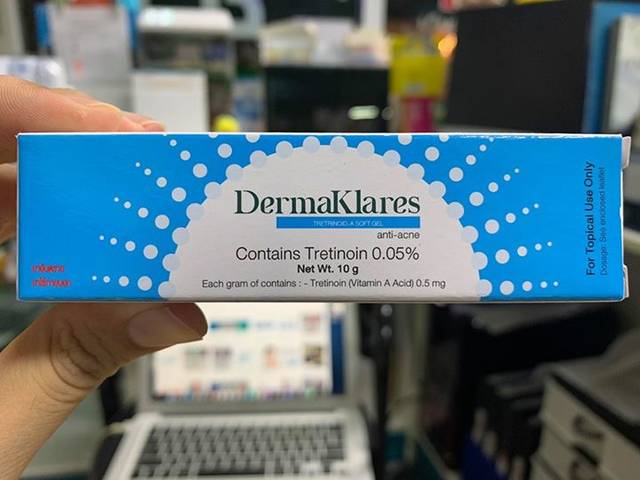 DermaKlares
TRETRINOID-A SOFT GEL
anti-acne
Contains Tretinoin 0.05%
Net Wt. 10 g
Each gram of contains : - Tretinoin (Vitamin A Acid) 0.5 mg
For Topical Use Only
Dosage: See enclosed leaflet